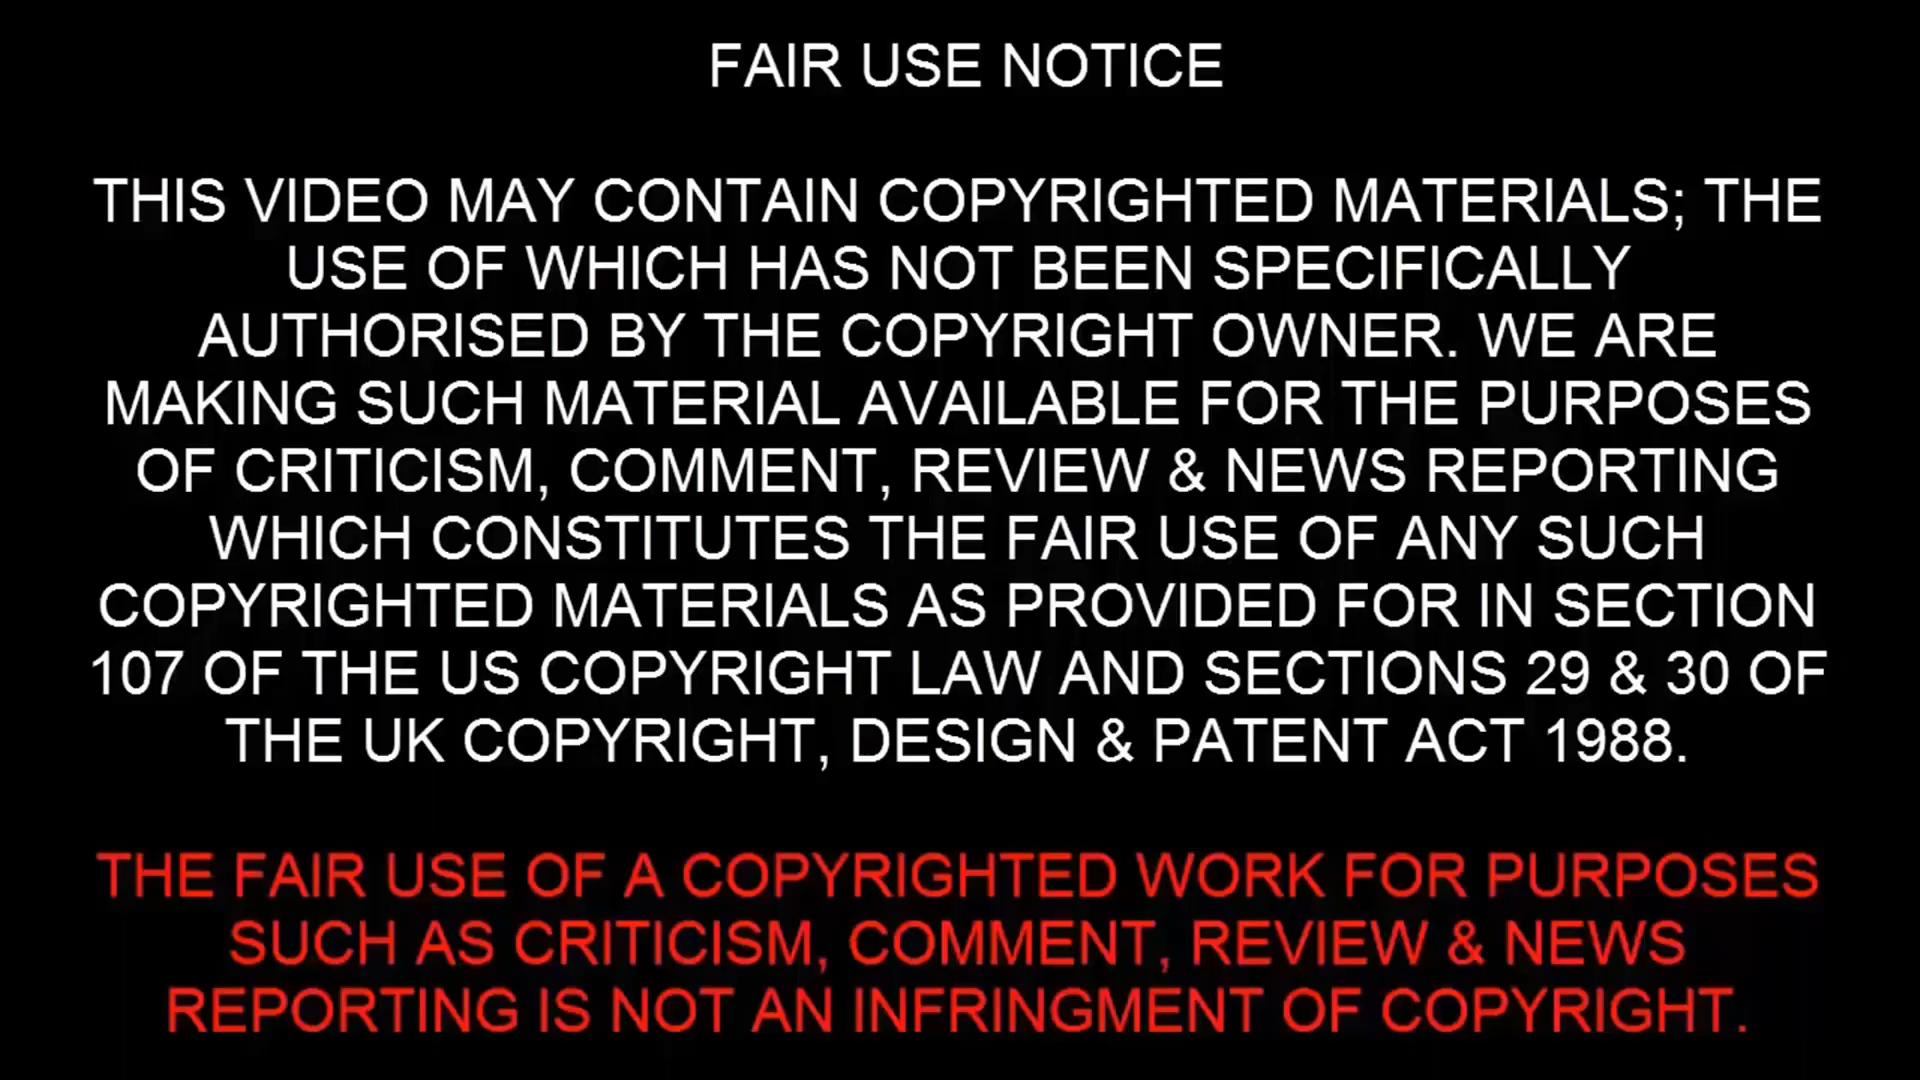 FAIR USE NOTICE
THIS VIDEO MAY CONTAIN COPYRIGHTED MATERIALS; THE
USE OF WHICH HAS NOT BEEN SPECIFICALLY
AUTHORISED BY THE COPYRIGHT OWNER. WE ARE
MAKING SUCH MATERIAL AVAILABLE FOR THE PURPOSES
OF CRITICISM, COMMENT, REVIEW & NEWS REPORTING
WHICH CONSTITUTES THE FAIR USE OF ANY SUCH
COPYRIGHTED MATERIALS AS PROVIDED FOR IN SECTION
107 OF THE US COPYRIGHT LAW AND SECTIONS 29 & 30 OF
THE UK COPYRIGHT, DESIGN & PATENT ACT 1988.
THE FAIR USE OF A COPYRIGHTED WORK FOR PURPOSES
SUCH AS CRITICISM, COMMENT, REVIEW & NEWS
REPORTING IS NOT AN INFRINGMENT OF COPYRIGHT.